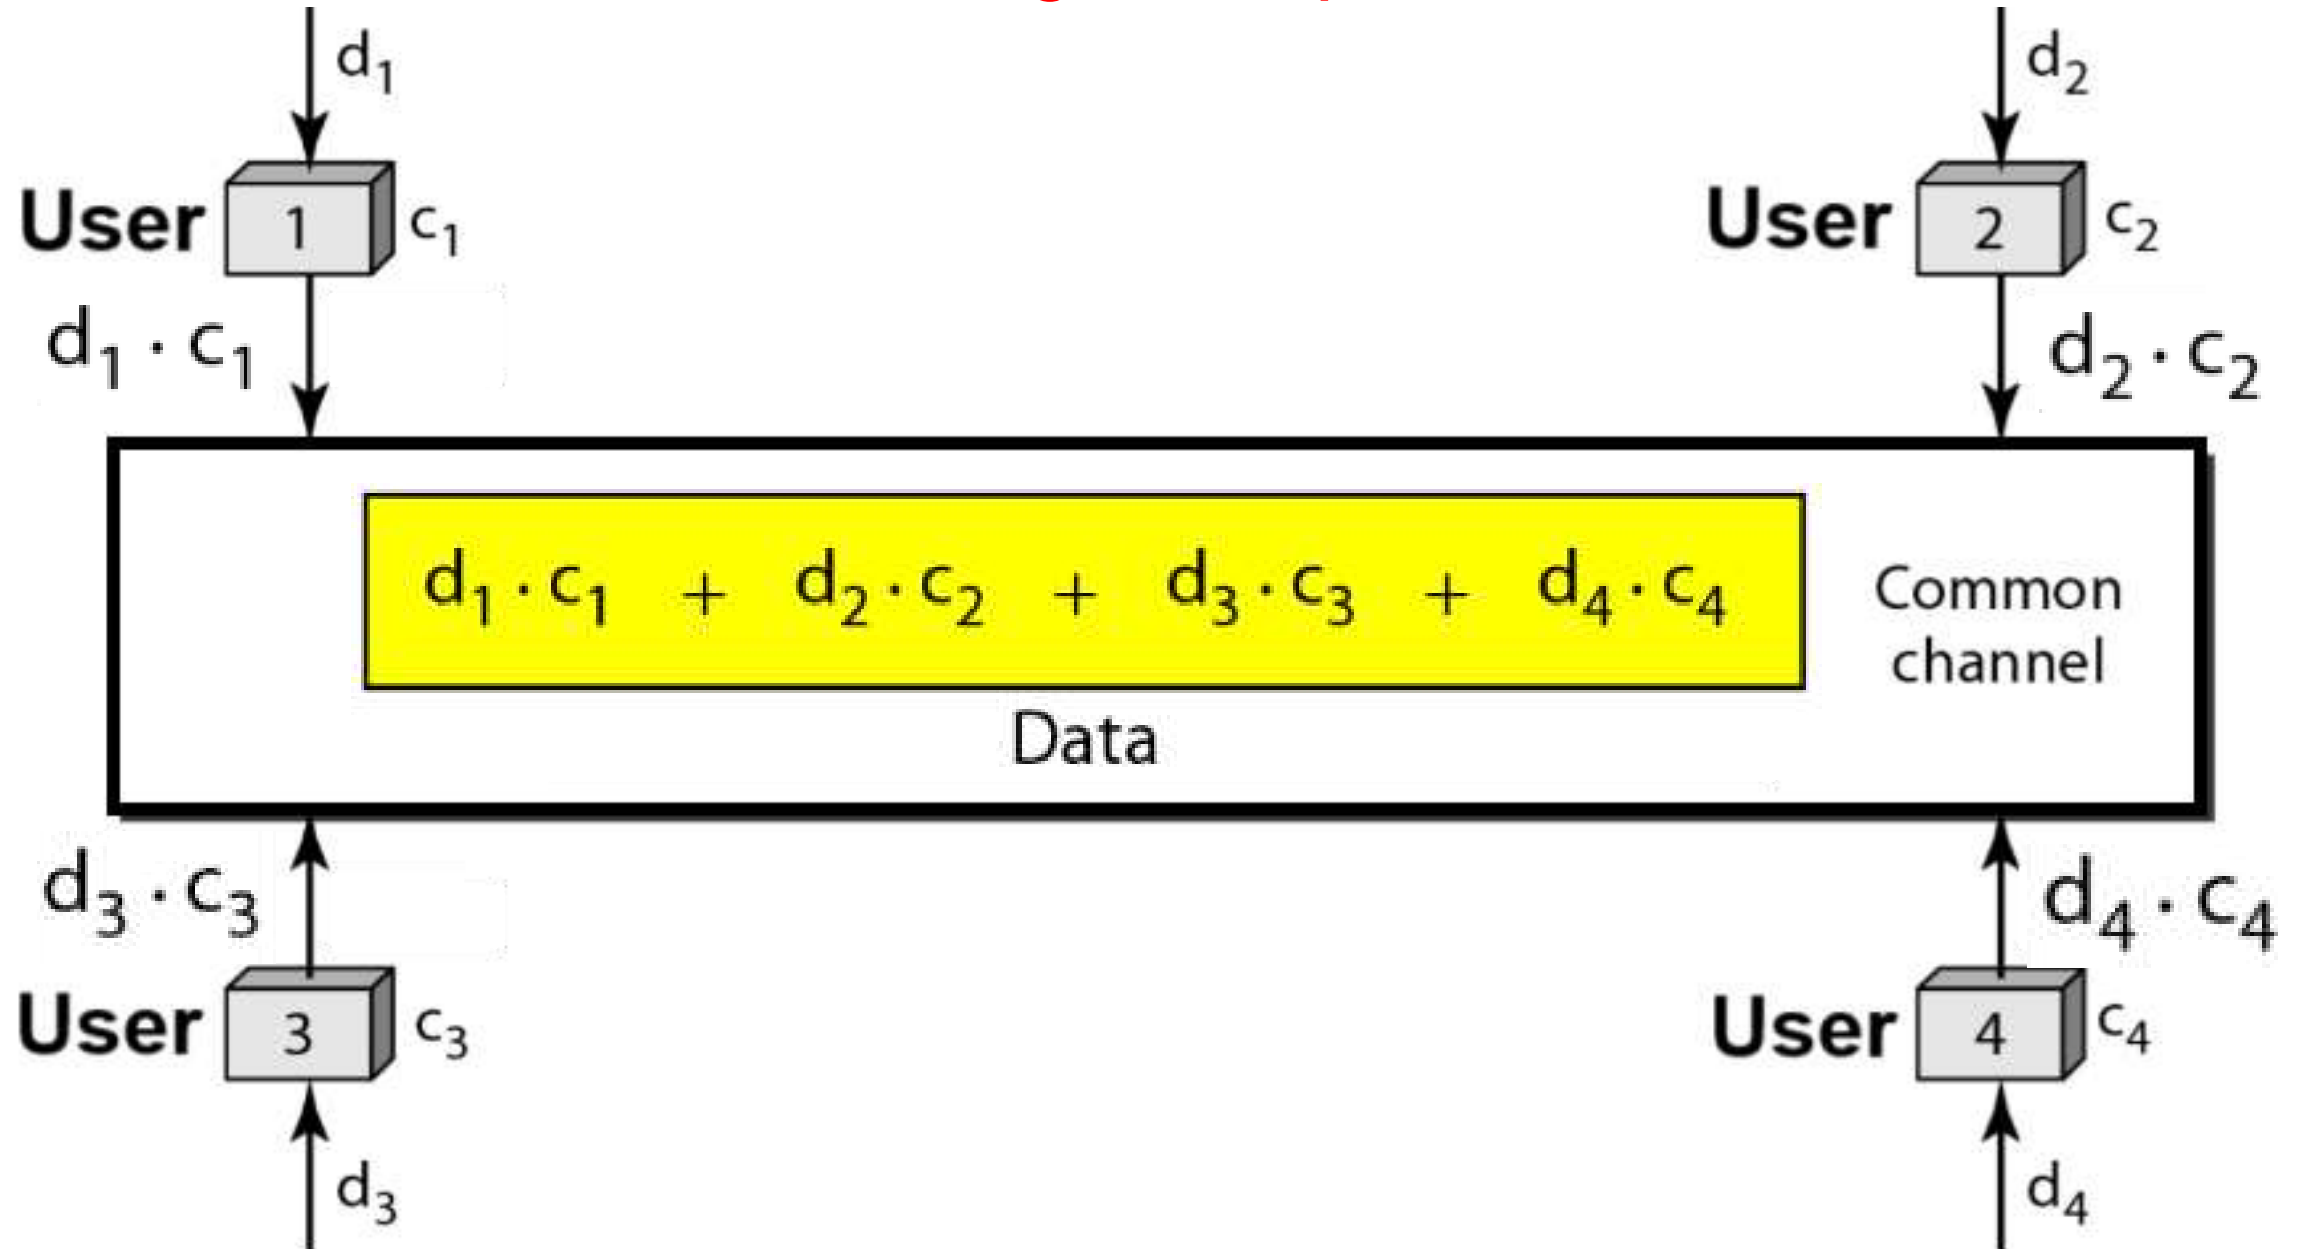 d1 d2
User 1 c1 User 2 c2
d1 · c1 d2 · c2
d1 · c1 + d2 · c2 + d3 · c3 + d4 · c4
Common
channel
Data
d3 · c3 d4 · c4
User 3 c3 User 4 c4
d3 d4